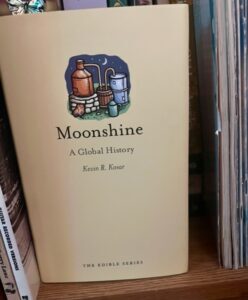 Moonshine
A Global History
Kevin R. Kosar
THE EDIBLE SERIES